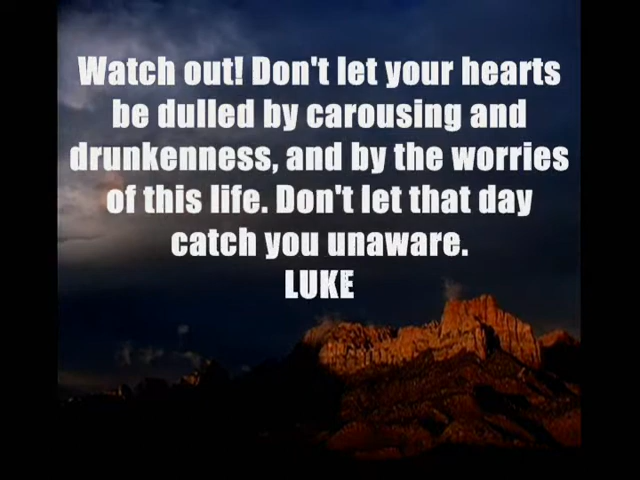 Watch out! Don't let your hearts
be dulled by carousing and
drunkenness, and by the worries
of this life. Don't let that day
catch you unaware.
LUKE